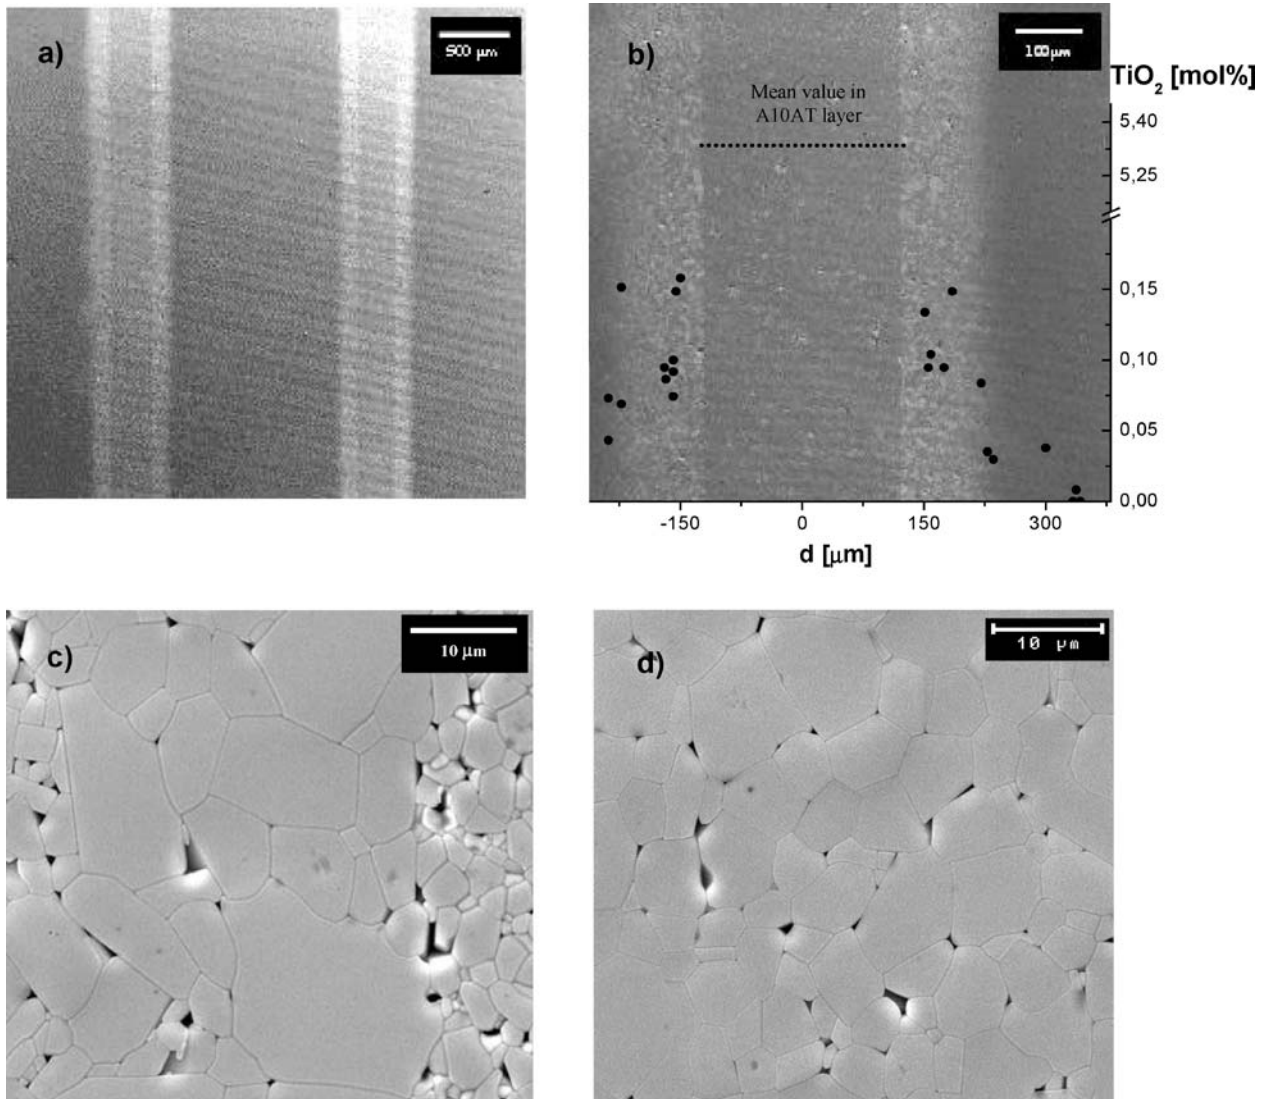 a)
500 µm
b)
100µm
TiO2 [mol%]
Mean value in
A10AT layer
5,40
5,25
0,15
0,10
0,05
0,00
-150
0
150
300
d [µm]
c)
10 µm
d)
10 µm